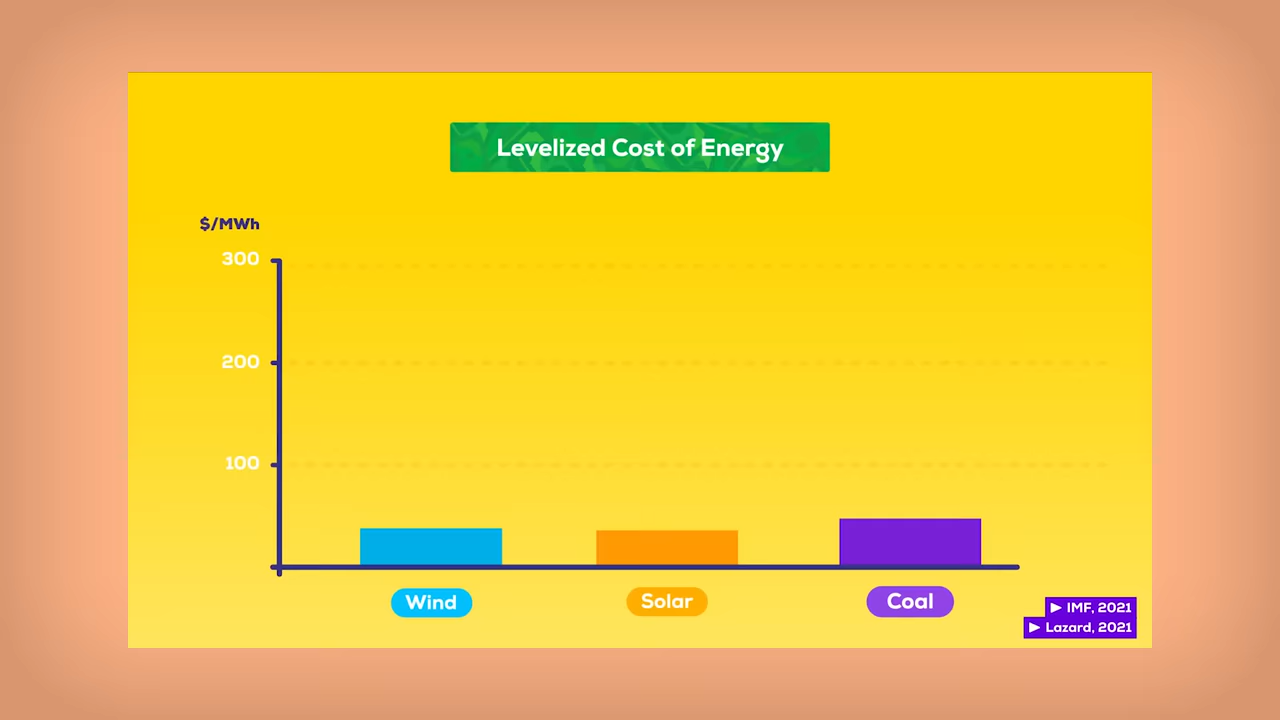 Levelized Cost of Energy
$/MWh
300
200
100
Wind
Solar
Coal
▶ IMF, 2021
▶ Lazard, 2021